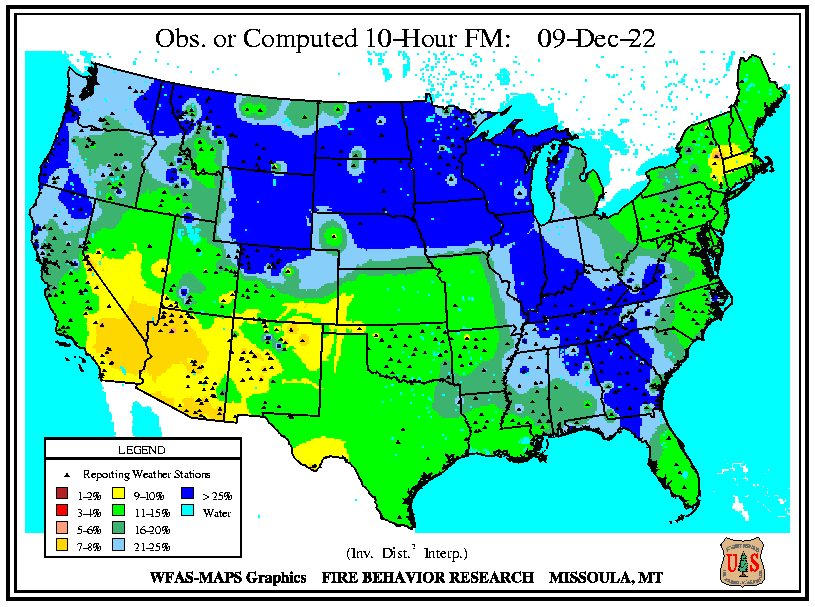 Obs. or Computed 10-Hour FM: 09-Dec-22
LEGEND
Reporting Weather Stations
1-2% 9-10% > 25%
3-4% 11-15% Water
5-6% 16-20%
7-8% 21-25%
(Inv. Dist.² Interp.)
WFAS-MAPS Graphics FIRE BEHAVIOR RESEARCH MISSOULA, MT
U S